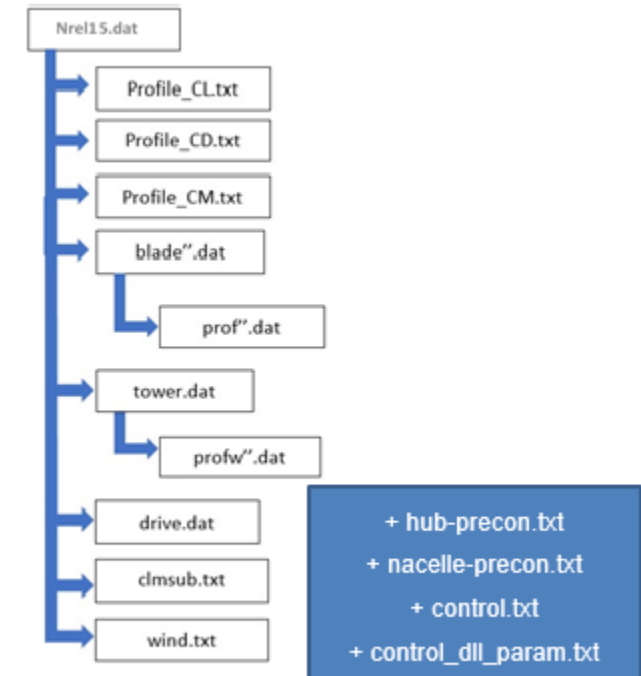 Nrel15.dat
Profile_CL.txt
Profile_CD.txt
Profile_CM.txt
blade”.dat
prof”.dat
tower.dat
profw”.dat
drive.dat
clmsub.txt
wind.txt
+ hub-precon.txt
+ nacelle-precon.txt
+ control.txt
+ control_dll_param.txt